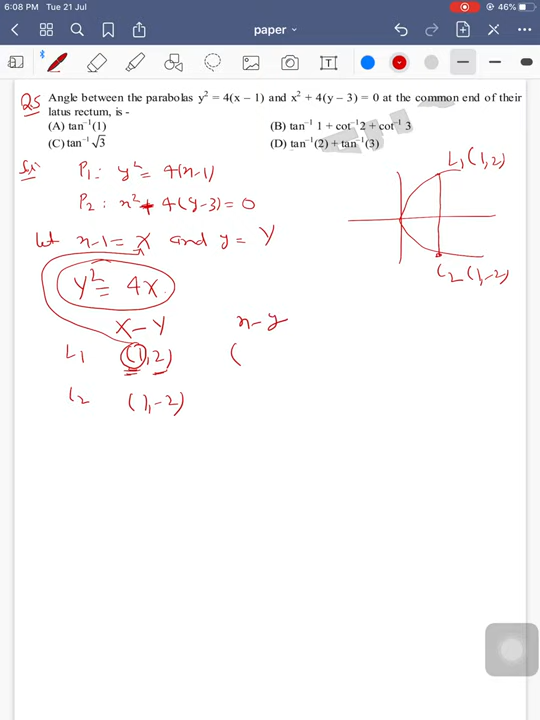 6:08 PM Tue 21 Jul
46%
paper
Q5 Angle between the parabolas y² = 4(x – 1) and x² + 4(y – 3) = 0 at the common end of their
latus rectum, is -
(A) tan⁻¹(1)
(B) tan⁻¹ 1 + cot⁻¹ 2 + cot⁻¹ 3
(C) tan⁻¹ √3
(D) tan⁻¹(2) + tan⁻¹(3)
P₁: y² = 4(x-1)
P₂: x² + 4(y-3) = 0
Let x-1 = X and y = Y
Y² = 4X
X - Y
x - y
L₁ (1, 2)
(
L₂ (1, -2)
L₁ (1, 2)
L₂ (1, -2)